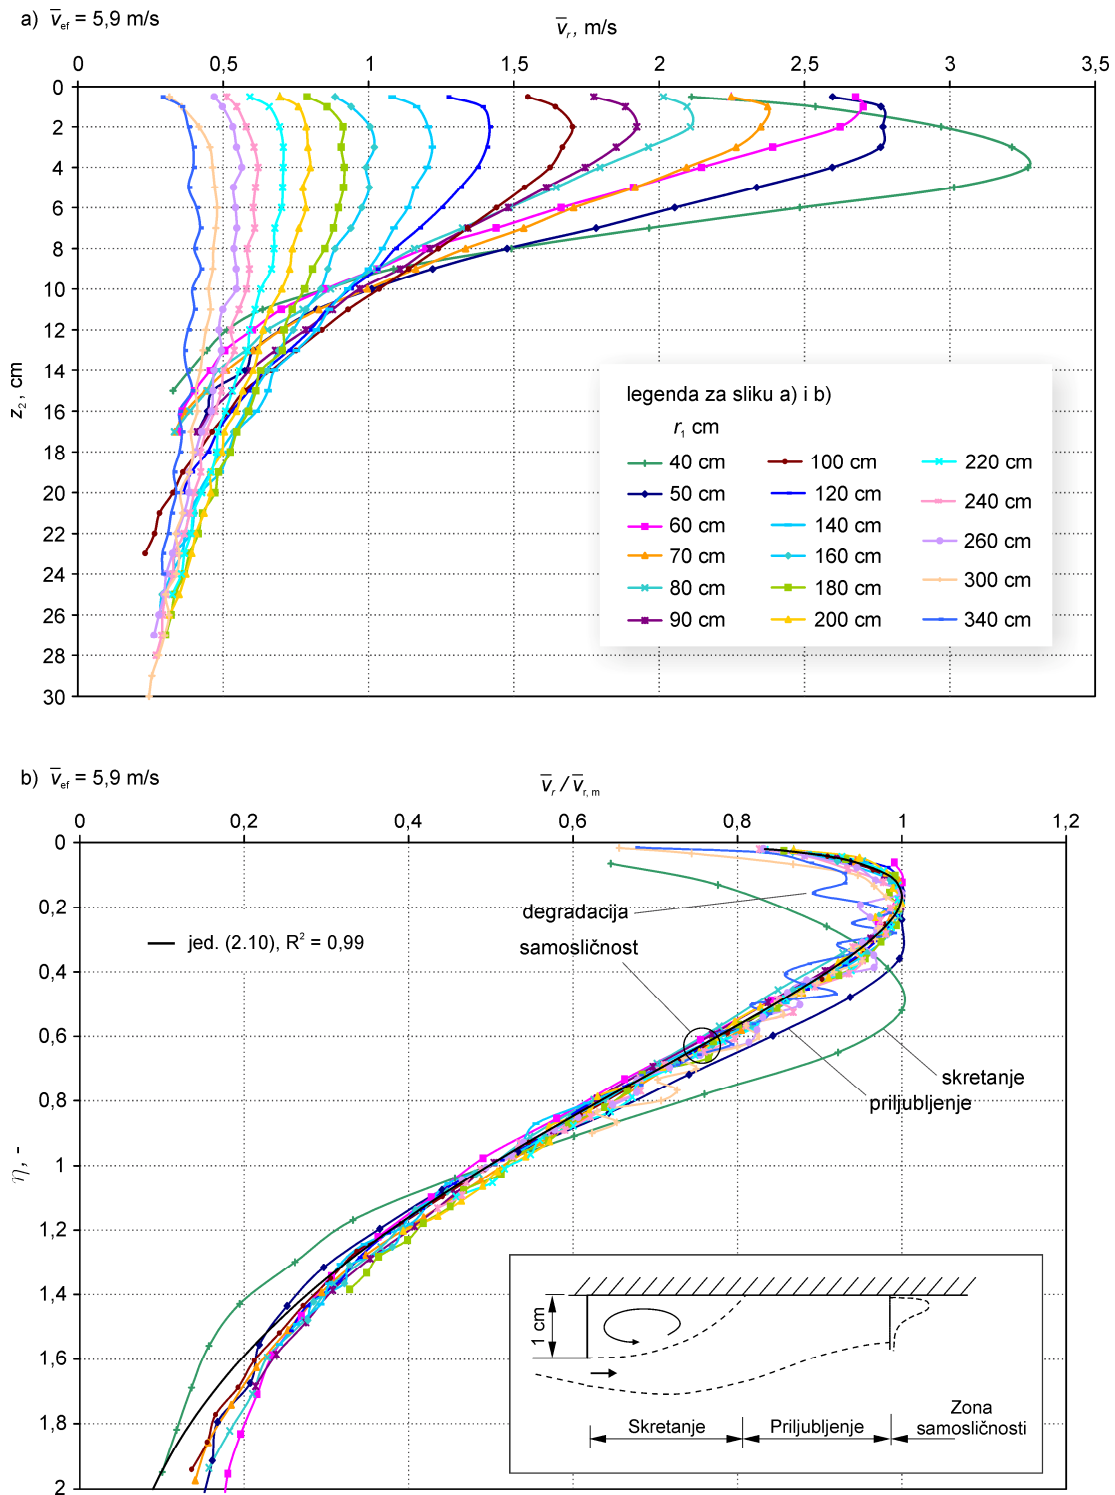 a) v̅ef = 5,9 m/s
v̅r, m/s
0 0,5 1 1,5 2 2,5 3 3,5
0
2
4
6
8
10
12
14
16
18
20
22
24
26
28
30
z2, cm
legenda za sliku a) i b)
r1 cm
40 cm 100 cm 220 cm
50 cm 120 cm 240 cm
60 cm 140 cm 260 cm
70 cm 160 cm 300 cm
80 cm 180 cm 340 cm
90 cm 200 cm
b) v̅ef = 5,9 m/s
v̅r / v̅r, m
0 0,2 0,4 0,6 0,8 1 1,2
0
0,2
0,4
0,6
0,8
1
1,2
1,4
1,6
1,8
2
η, -
degradacija
jed. (2.10), R² = 0,99
samosličnost
skretanje
priljubljenje
1 cm
Skretanje Priljubljenje Zona
samosličnosti